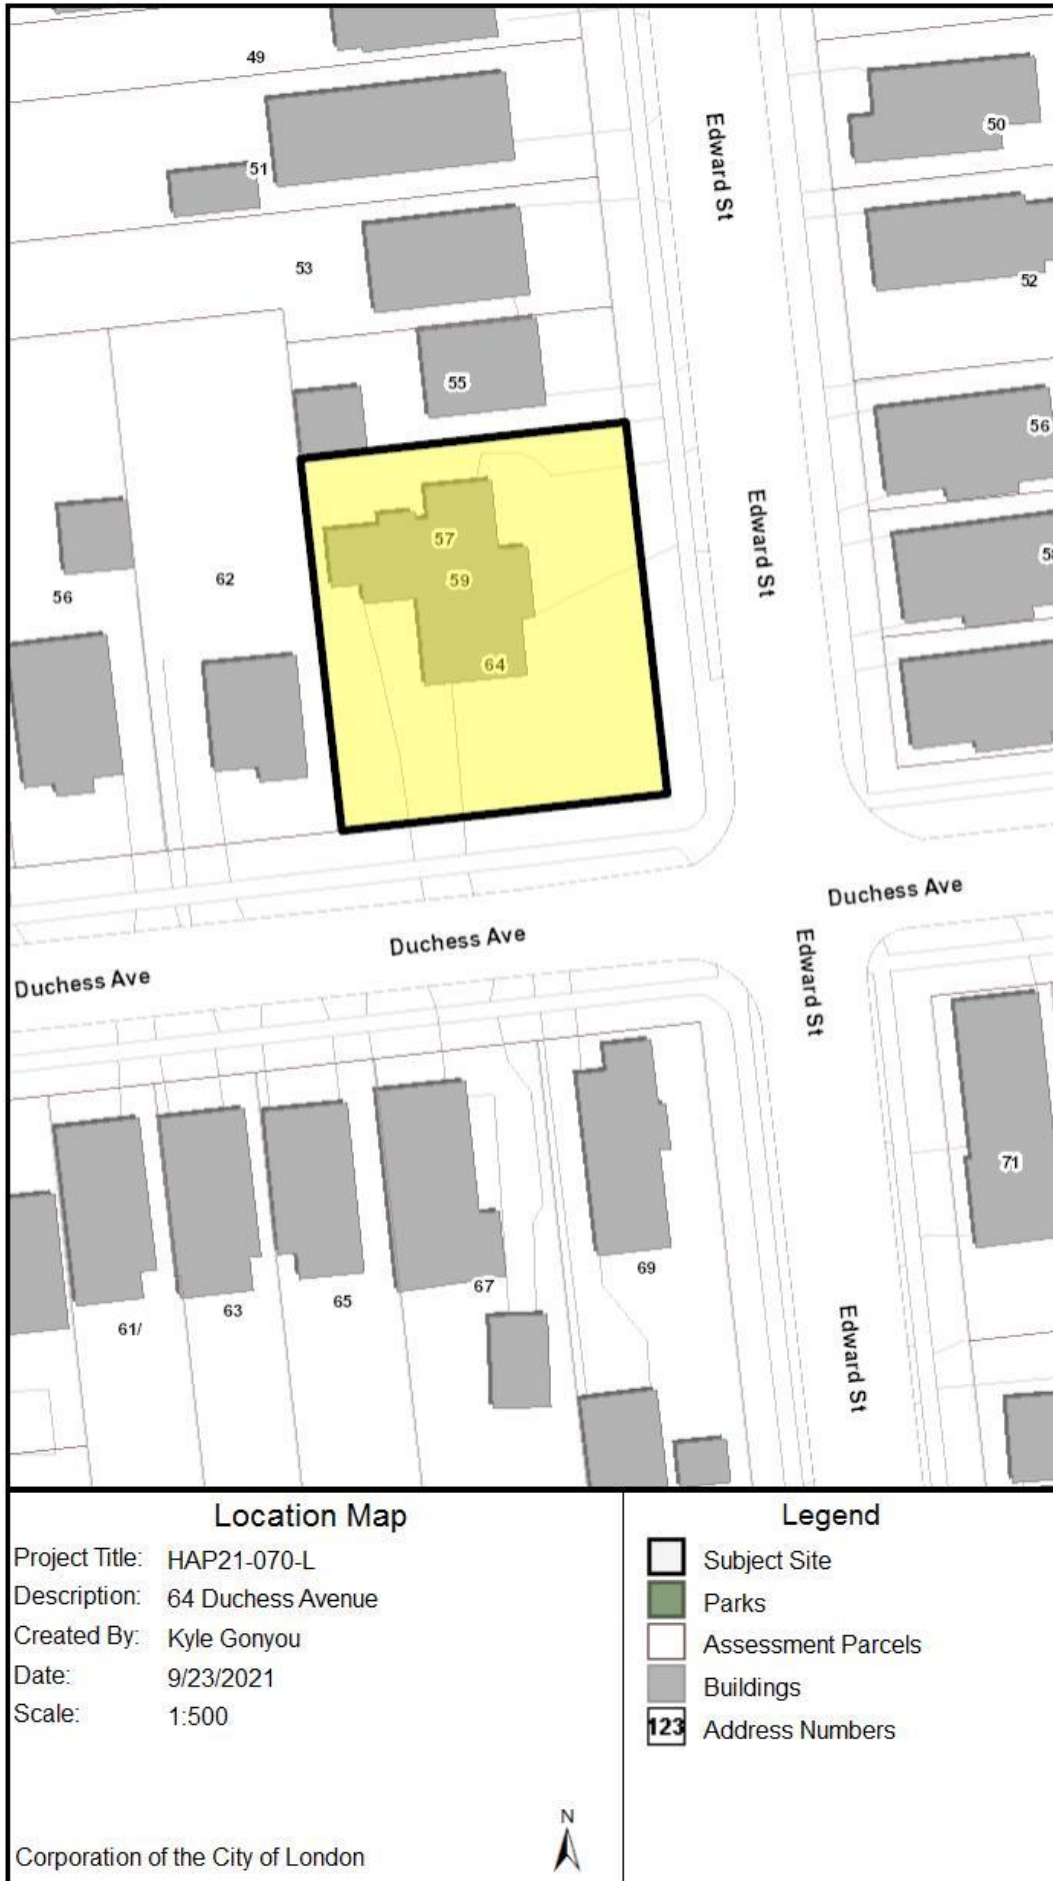 49
50
51
Edward St
53
52
55
56
57
Edward St
59
62
56
64
Duchess Ave
Duchess Ave
Duchess Ave
Edward St
71
69
67
65
63
61/
Edward St
Location Map
Project Title: HAP21-070-L
Description: 64 Duchess Avenue
Created By: Kyle Gonyou
Date: 9/23/2021
Scale: 1:500
N
Corporation of the City of London
Legend
Subject Site
Parks
Assessment Parcels
Buildings
123 Address Numbers